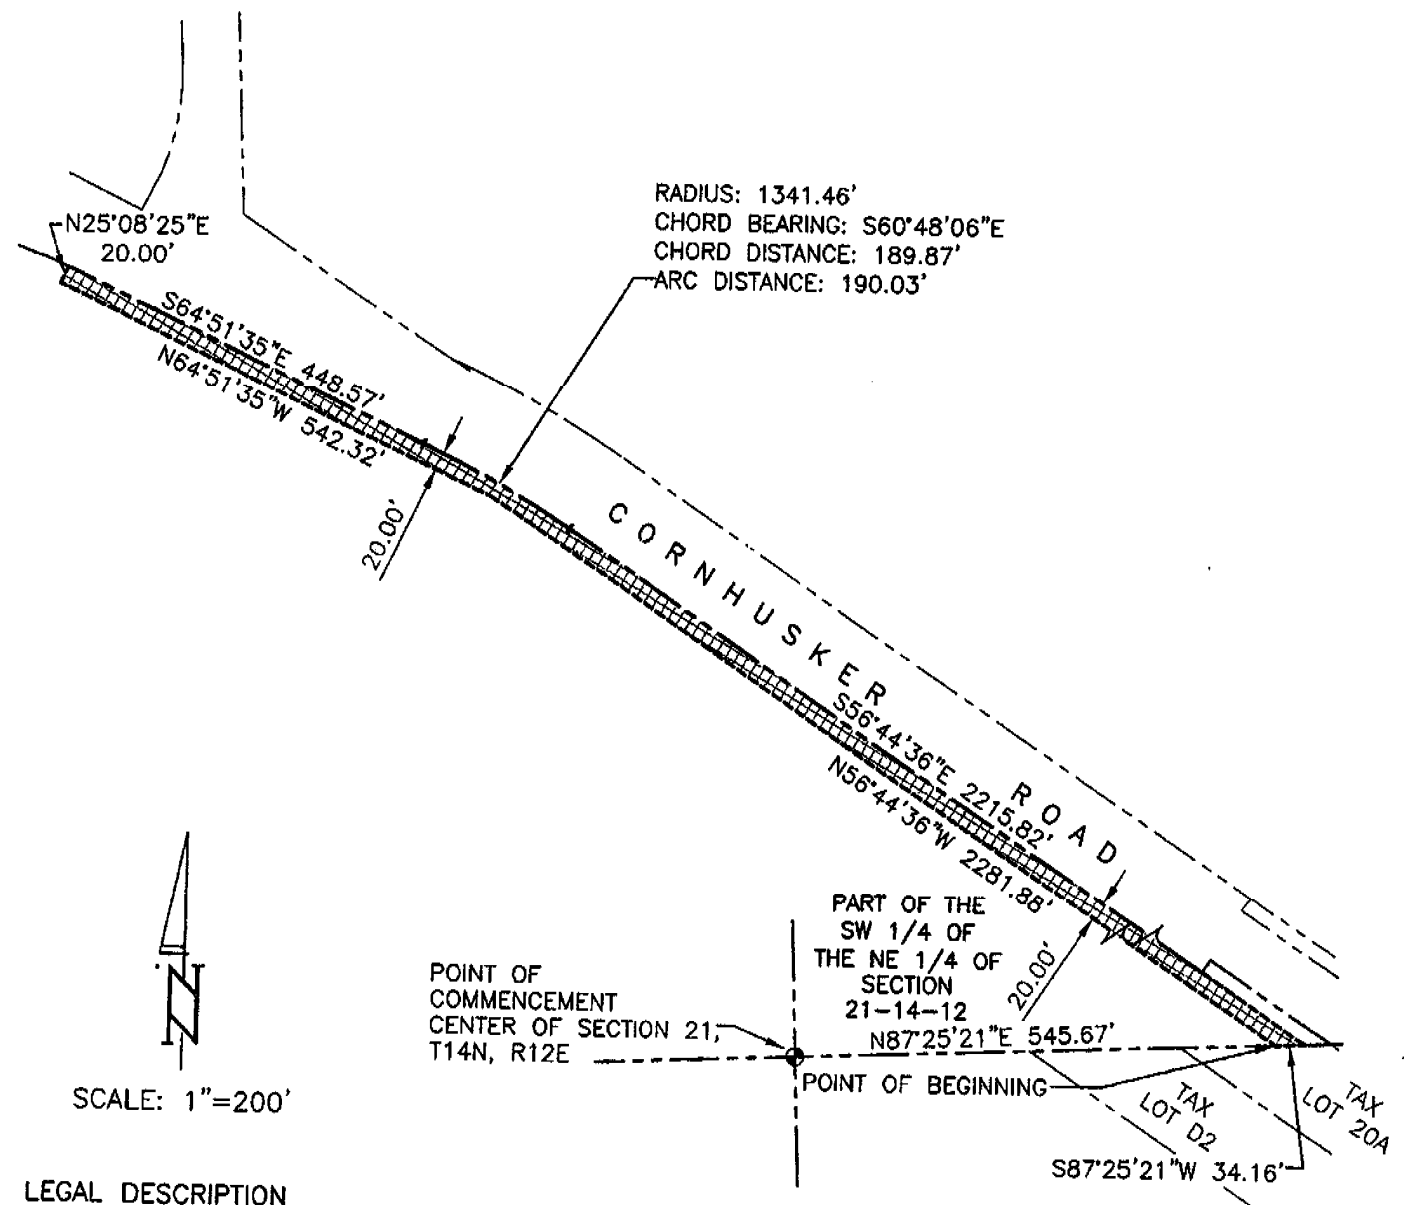 RADIUS: 1341.46'
CHORD BEARING: S60°48'06"E
CHORD DISTANCE: 189.87'
ARC DISTANCE: 190.03'
N25°08'25"E
20.00'
S64°51'35"E 448.57'
N64°51'35"W 542.32'
20.00'
CORNHUSKER ROAD
S56°44'36"E 2215.82'
N56°44'36"W 2281.88'
20.00'
PART OF THE
SW 1/4 OF
THE NE 1/4 OF
SECTION
21-14-12
N87°25'21"E 545.67'
POINT OF
COMMENCEMENT
CENTER OF SECTION 21,
T14N, R12E
POINT OF BEGINNING
TAX
LOT D2
TAX
LOT 20A
S87°25'21"W 34.16'
N
SCALE: 1"=200'
LEGAL DESCRIPTION